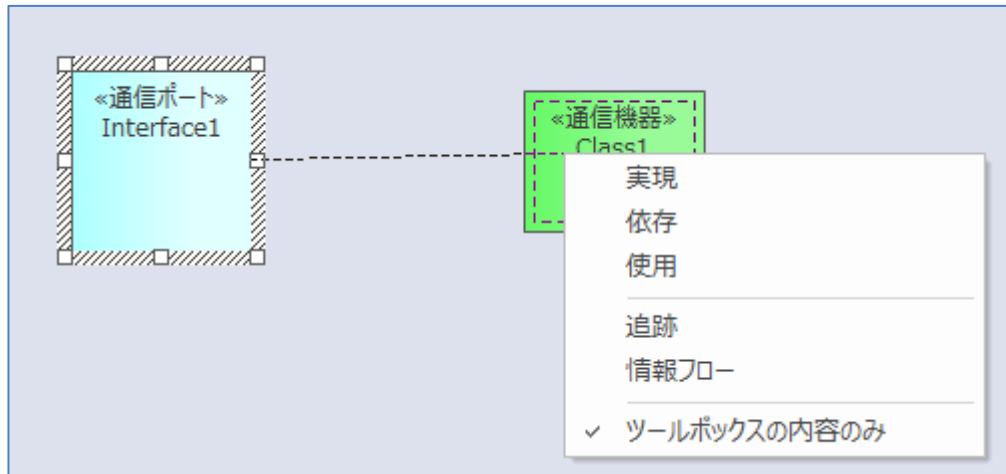 «通信ポート»
Interface1
«通信機器»
Class1
実現
依存
使用
追跡
情報フロー
ツールボックスの内容のみ